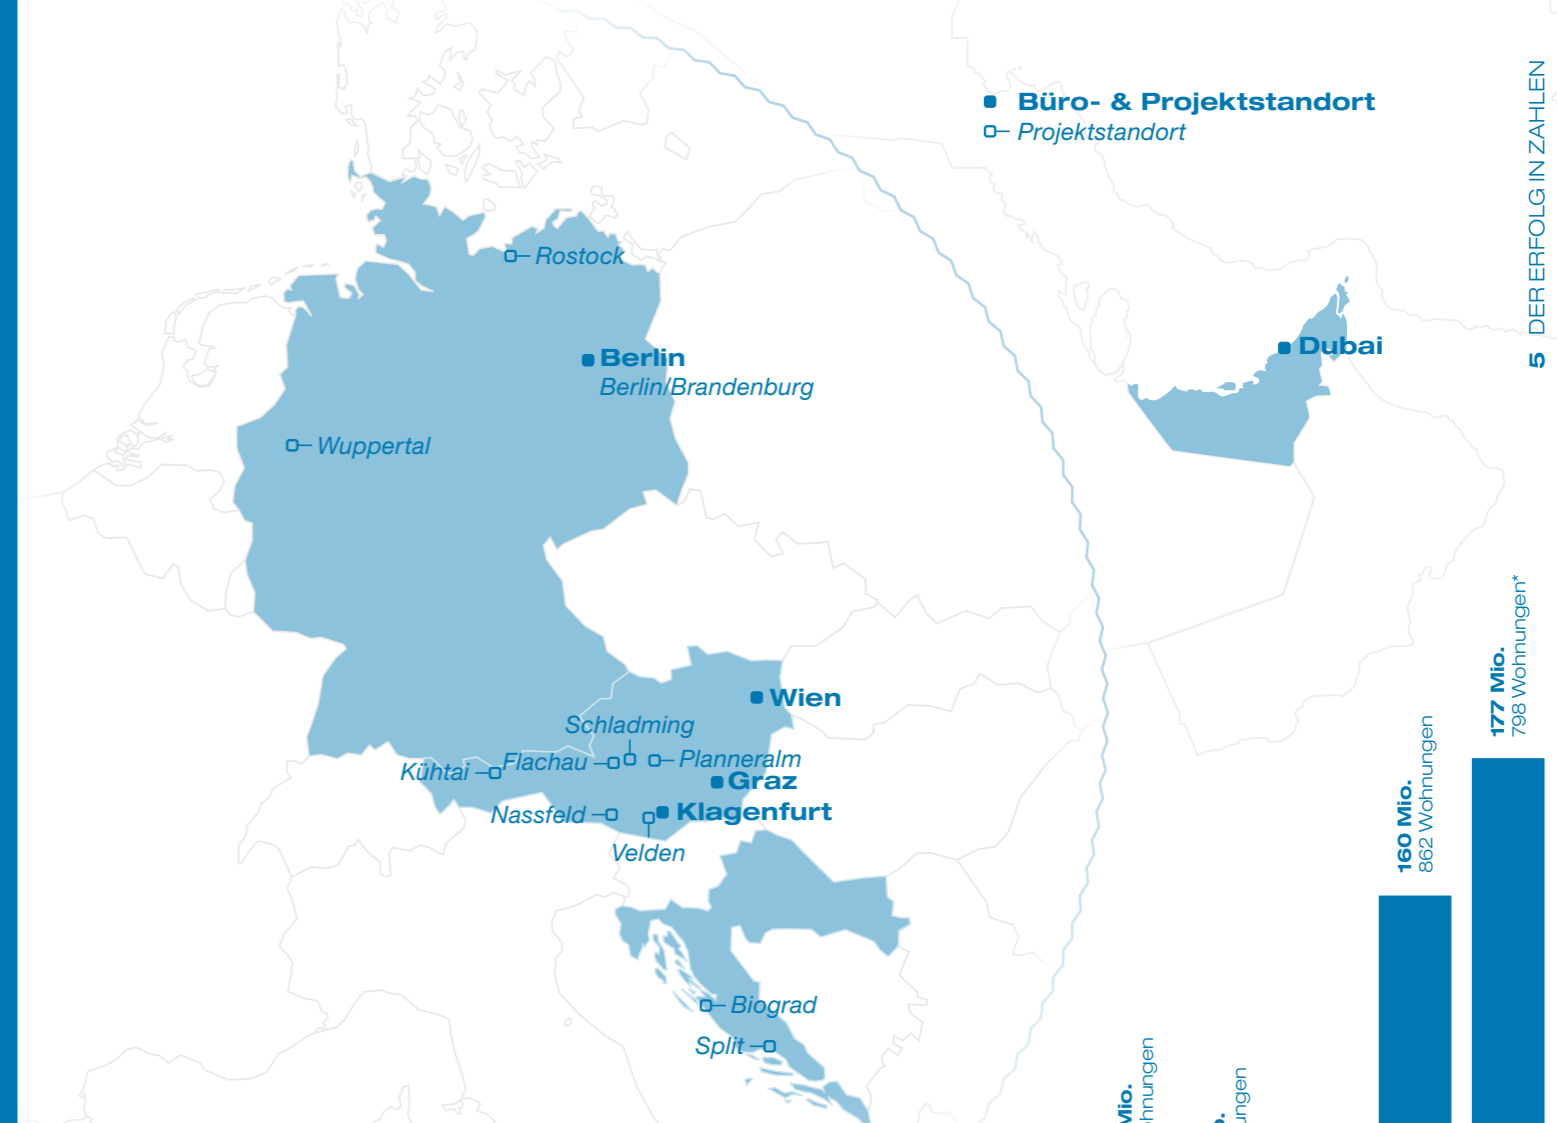 Büro- & Projektstandort
Projektstandort
5 DER ERFOLG IN ZAHLEN
Rostock
Berlin
Berlin/Brandenburg
Wuppertal
Dubai
Wien
Schladming
Kühtai
Flachau
Planneralm
Graz
Nassfeld
Klagenfurt
Velden
Biograd
Split
160 Mio.
862 Wohnungen
177 Mio.
798 Wohnungen*